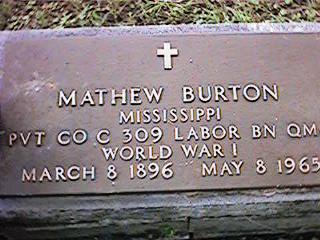 MATHEW BURTON
MISSISSIPPI
PVT CO C 309 LABOR BN QM
WORLD WAR I
MARCH 8 1896 MAY 8 1965